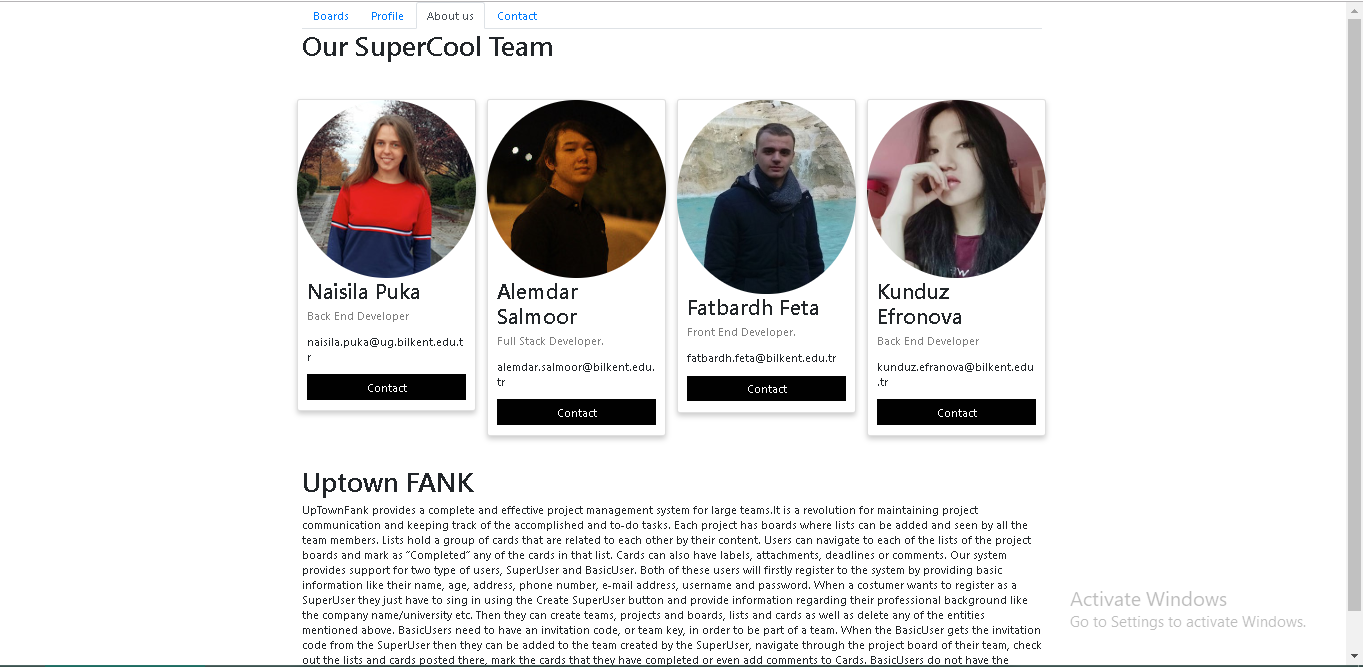 Boards Profile About us Contact
Our SuperCool Team
Naisila Puka
Back End Developer
naisila.puka@ug.bilkent.edu.t
r
Contact
Alemdar
Salmoor
Full Stack Developer.
alemdar.salmoor@bilkent.edu.
tr
Contact
Fatbardh Feta
Front End Developer.
fatbardh.feta@bilkent.edu.tr
Contact
Kunduz
Efronova
Back End Developer
kunduz.efranova@bilkent.edu
.tr
Contact
Uptown FANK
UpTownFank provides a complete and effective project management system for large teams.It is a revolution for maintaining project
communication and keeping track of the accomplished and to-do tasks. Each project has boards where lists can be added and seen by all the
team members. Lists hold a group of cards that are related to each other by their content. Users can navigate to each of the lists of the project
boards and mark as “Completed” any of the cards in that list. Cards can also have labels, attachments, deadlines or comments. Our system
provides support for two type of users, SuperUser and BasicUser. Both of these users will firstly register to the system by providing basic
information like their name, age, address, phone number, e-mail address, username and password. When a costumer wants to register as a
SuperUser they just have to sing in using the Create SuperUser button and provide information regarding their professional background like
the company name/university etc. Then they can create teams, projects and boards, lists and cards as well as delete any of the entities
mentioned above. BasicUsers need to have an invitation code, or team key, in order to be part of a team. When the BasicUser gets the invitation
code from the SuperUser then they can be added to the team created by the SuperUser, navigate through the project board of their team, check
out the lists and cards posted there, mark the cards that they have completed or even add comments to Cards. BasicUsers do not have the
Activate Windows
Go to Settings to activate Windows.